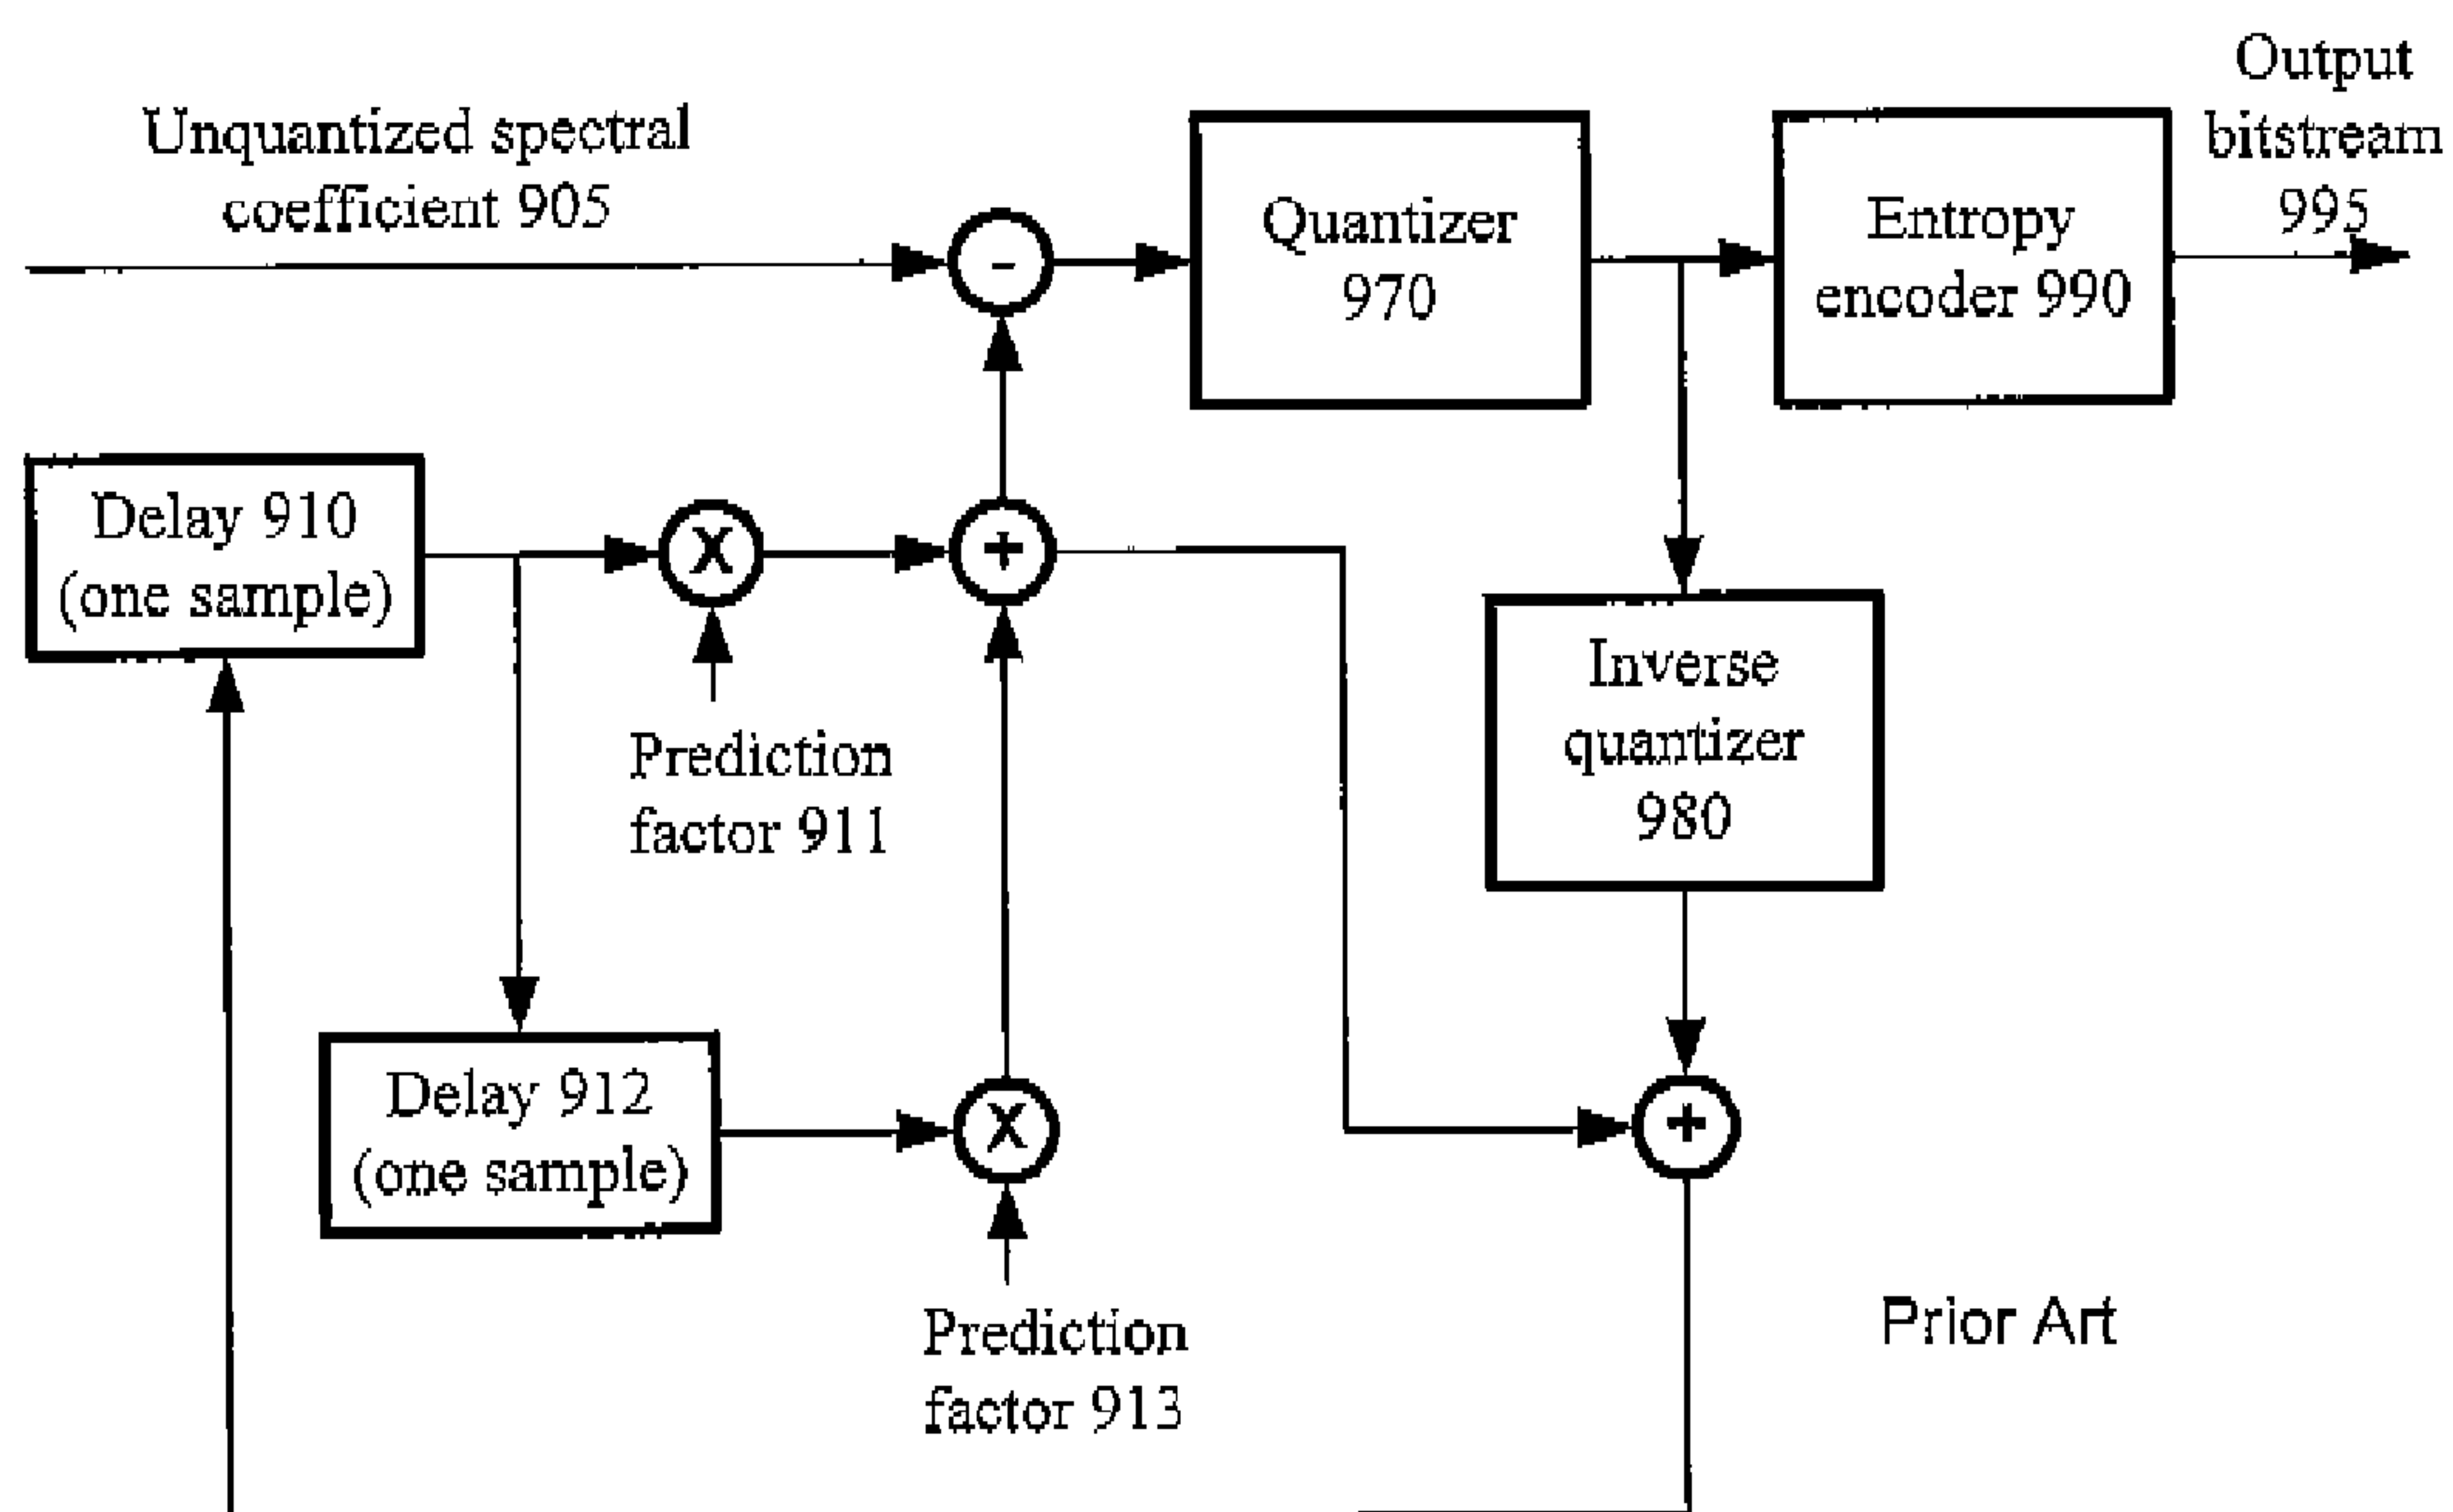 Unquantized spectral
coefficient 905
Output
bitstream
995
-
Quantizer
970
Entropy
encoder 990
Delay 910
(one sample)
X
+
Prediction
factor 911
Inverse
quantizer
980
Delay 912
(one sample)
X
+
Prediction
factor 913
Prior Art